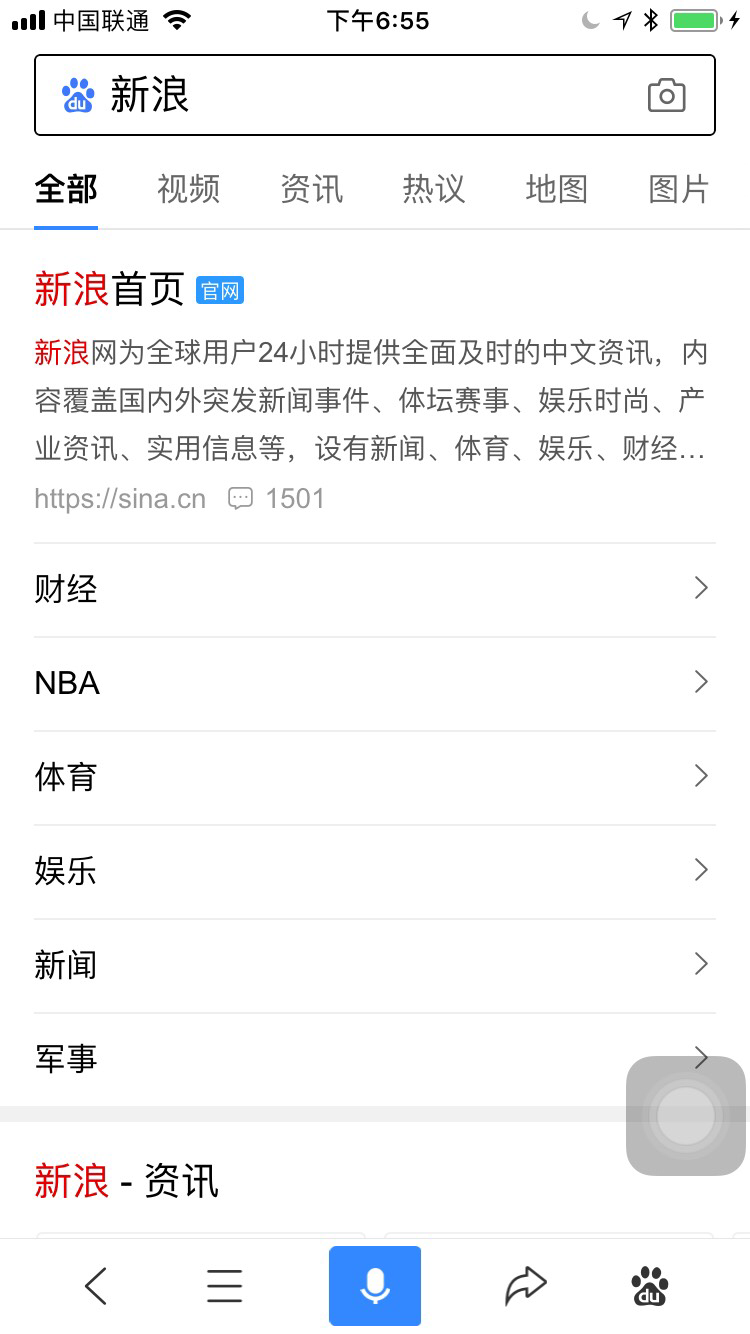 中国联通
下午6:55
du 新浪
全部 视频 资讯 热议 地图 图片
新浪首页 官网
新浪网为全球用户24小时提供全面及时的中文资讯，内
容覆盖国内外突发新闻事件、体坛赛事、娱乐时尚、产
业资讯、实用信息等，设有新闻、体育、娱乐、财经...
https://sina.cn 1501
财经
NBA
体育
娱乐
新闻
军事
新浪 - 资讯
du